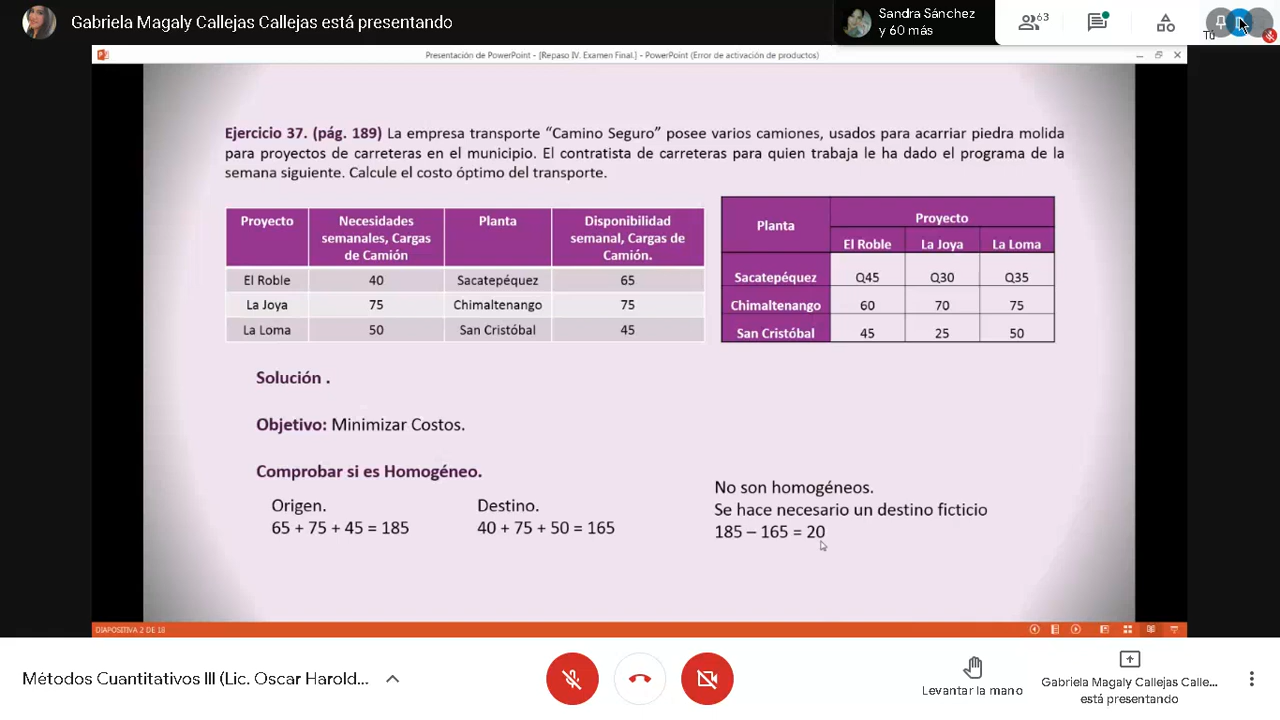 Gabriela Magaly Callejas Callejas está presentando
Sandra Sánchez
y 60 más
63
Tú
Presentación de PowerPoint - [Repaso IV. Examen Final.] - PowerPoint (Error de activación de productos)
Ejercicio 37. (pág. 189) La empresa transporte “Camino Seguro” posee varios camiones, usados para acarriar piedra molida
para proyectos de carreteras en el municipio. El contratista de carreteras para quien trabaja le ha dado el programa de la
semana siguiente. Calcule el costo óptimo del transporte.
Proyecto Necesidades semanales, Cargas de Camión Planta Disponibilidad semanal, Cargas de Camión.
El Roble 40 Sacatepéquez 65
La Joya 75 Chimaltenango 75
La Loma 50 San Cristóbal 45
Planta Proyecto
El Roble La Joya La Loma
Sacatepéquez Q45 Q30 Q35
Chimaltenango 60 70 75
San Cristóbal 45 25 50
Solución .
Objetivo: Minimizar Costos.
Comprobar si es Homogéneo.
Origen.
65 + 75 + 45 = 185
Destino.
40 + 75 + 50 = 165
No son homogéneos.
Se hace necesario un destino ficticio
185 – 165 = 20
DIAPOSITIVA 2 DE 18
Métodos Cuantitativos III (Lic. Oscar Harold...
Levantar la mano
Gabriela Magaly Callejas Calle...
está presentando